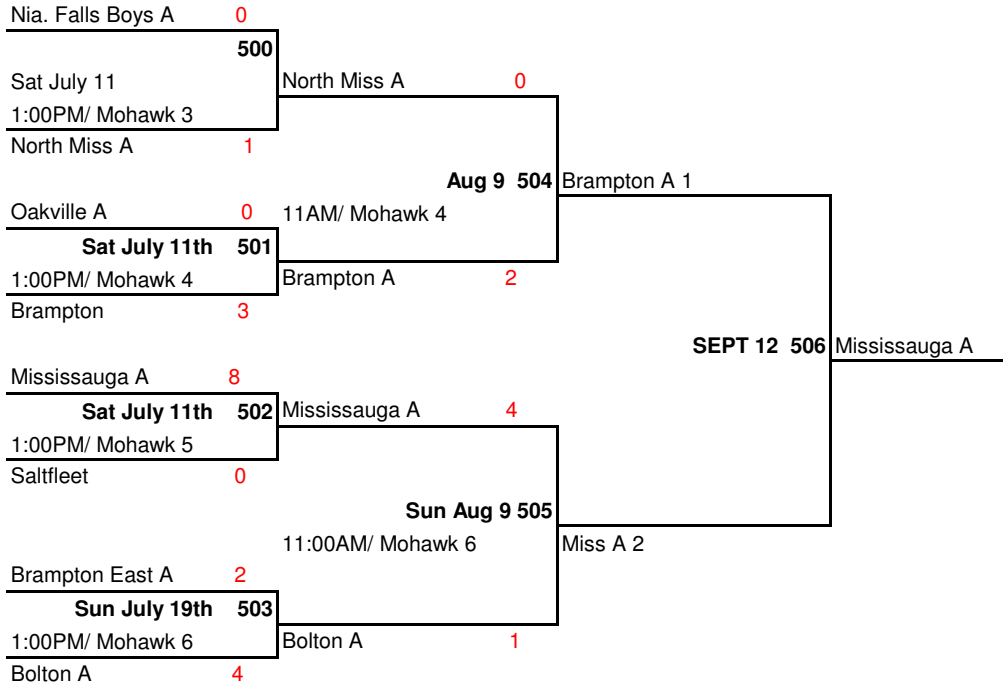 Nia. Falls Boys A 0
500
Sat July 11
North Miss A 0
1:00PM/ Mohawk 3
North Miss A 1
Aug 9 504 Brampton A 1
Oakville A 0 11AM/ Mohawk 4
Sat July 11th 501
1:00PM/ Mohawk 4 Brampton A 2
Brampton 3
SEPT 12 506 Mississauga A
Mississauga A 8
Sat July 11th 502 Mississauga A 4
1:00PM/ Mohawk 5
Saltfleet 0
Sun Aug 9 505
11:00AM/ Mohawk 6 Miss A 2
Brampton East A 2
Sun July 19th 503
1:00PM/ Mohawk 6 Bolton A 1
Bolton A 4